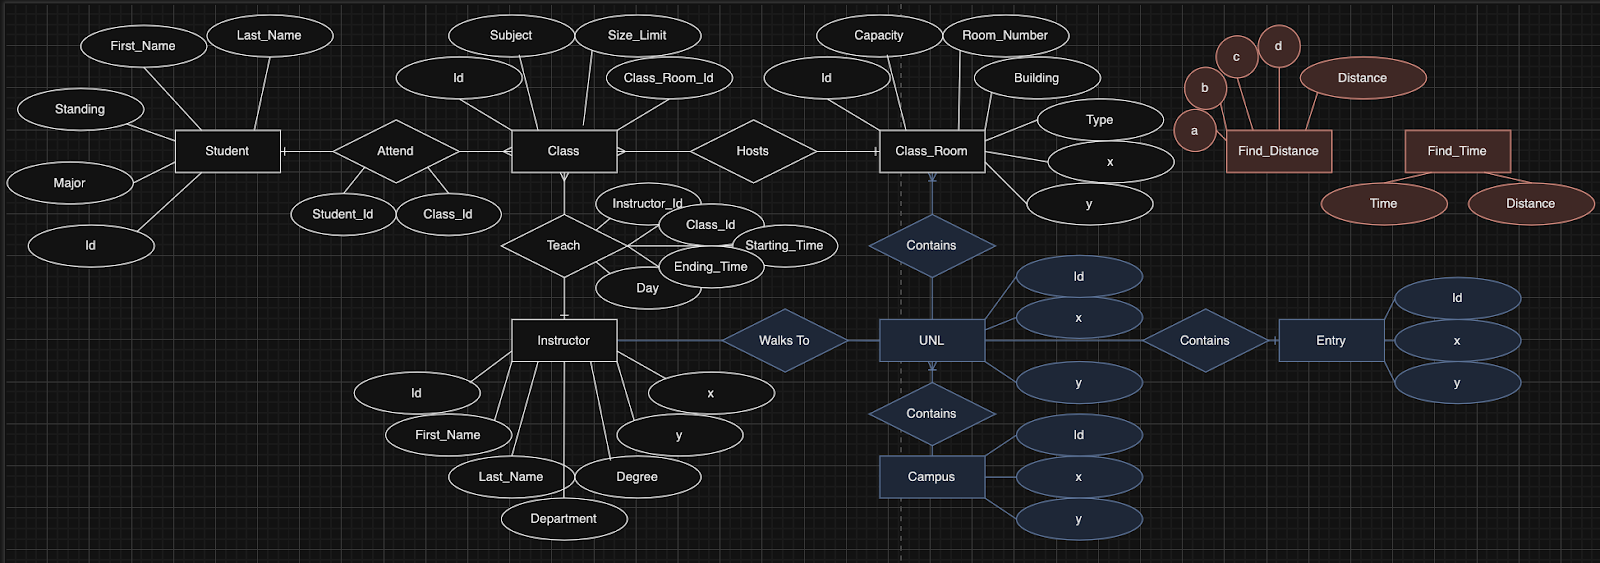 First_Name
Last_Name
Standing
Major
Id
Student
Attend
Student_Id
Class_Id
Subject
Size_Limit
Id
Class_Room_Id
Class
Hosts
Capacity
Room_Number
Id
Building
Type
x
y
Class_Room
a
b
c
d
Distance
Find_Distance
Find_Time
Time
Distance
Teach
Instructor_Id
Class_Id
Starting_Time
Ending_Time
Day
Contains
Instructor
Walks To
UNL
Id
x
y
Contains
Entry
Id
x
y
Id
First_Name
Last_Name
Department
Degree
y
x
Contains
Campus
Id
x
y